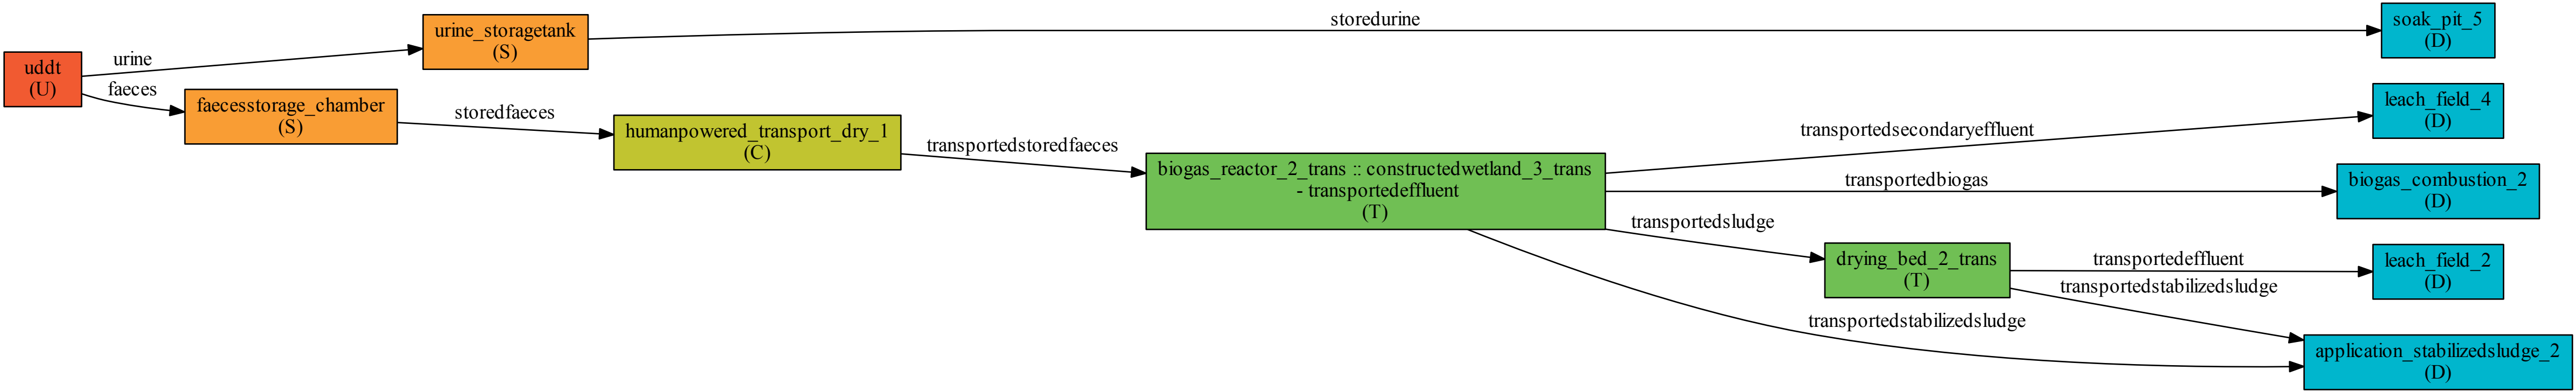 uddt
(U)
urine
faeces
urine_storagetank
(S)
faecesstorage_chamber
(S)
storedurine
storedfaeces
humanpowered_transport_dry_1
(C)
transportedstoredfaeces
biogas_reactor_2_trans :: constructedwetland_3_trans
- transportedeffluent
(T)
transportedsecondaryeffluent
transportedbiogas
transportedsludge
transportedstabilizedsludge
drying_bed_2_trans
(T)
transportedeffluent
transportedstabilizedsludge
soak_pit_5
(D)
leach_field_4
(D)
biogas_combustion_2
(D)
leach_field_2
(D)
application_stabilizedsludge_2
(D)